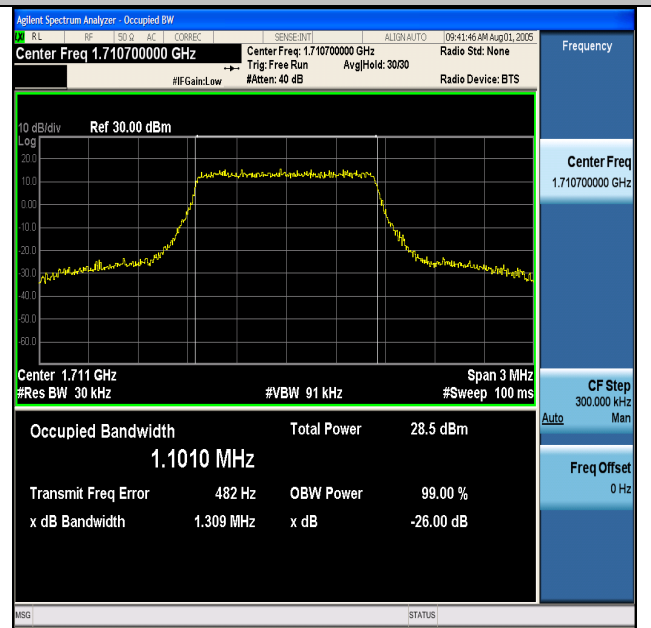 Agilent Spectrum Analyzer - Occupied BW
LXI RL RF 50 Ω AC CORREC SENSE:INT ALIGN AUTO 09:41:46 AM Aug 01, 2005
Center Freq 1.710700000 GHz
Center Freq: 1.710700000 GHz
Radio Std: None
Trig: Free Run Avg|Hold: 30/30
#IFGain:Low #Atten: 40 dB Radio Device: BTS
10 dB/div Ref 30.00 dBm
Log
20.0
10.0
0.00
-10.0
-20.0
-30.0
-40.0
-50.0
-60.0
Center 1.711 GHz Span 3 MHz
#Res BW 30 kHz #VBW 91 kHz #Sweep 100 ms
Occupied Bandwidth Total Power 28.5 dBm
1.1010 MHz
Transmit Freq Error 482 Hz OBW Power 99.00 %
x dB Bandwidth 1.309 MHz x dB -26.00 dB
MSG STATUS
Frequency
Center Freq
1.710700000 GHz
CF Step
300.000 kHz
Auto Man
Freq Offset
0 Hz